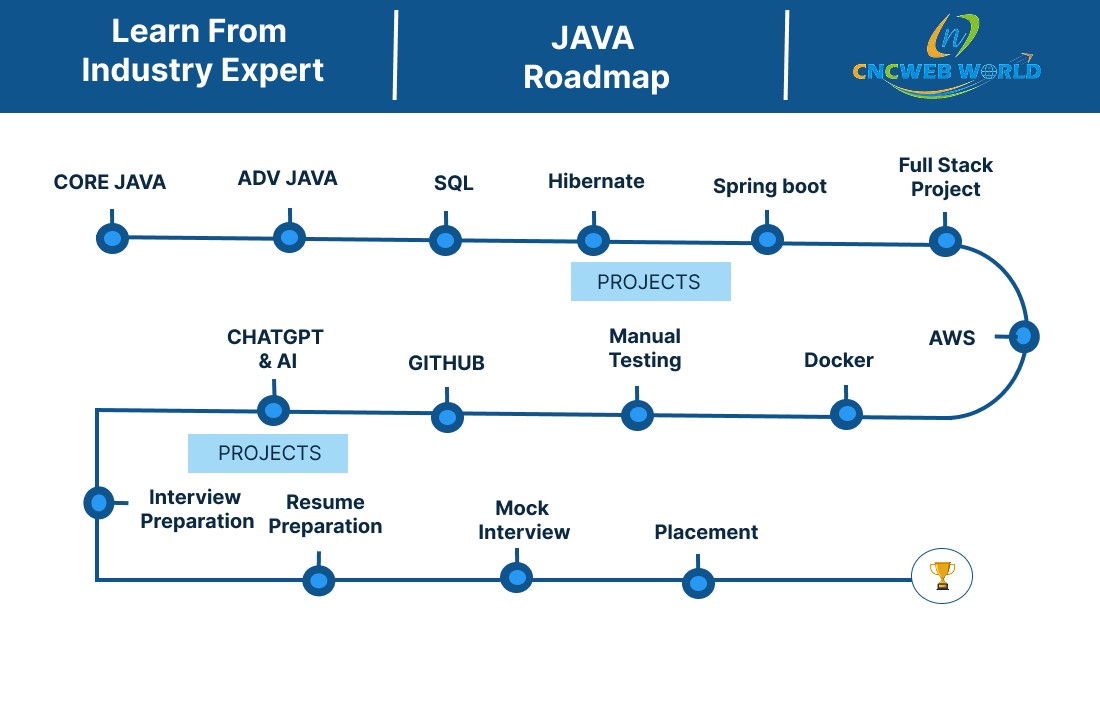 Learn From
Industry Expert
JAVA
Roadmap
n
CNCWEB WORLD
CORE JAVA
ADV JAVA
SQL
Hibernate
Spring boot
Full Stack
Project
PROJECTS
AWS
CHATGPT
& AI
GITHUB
Manual
Testing
Docker
PROJECTS
Interview
Preparation
Resume
Preparation
Mock
Interview
Placement